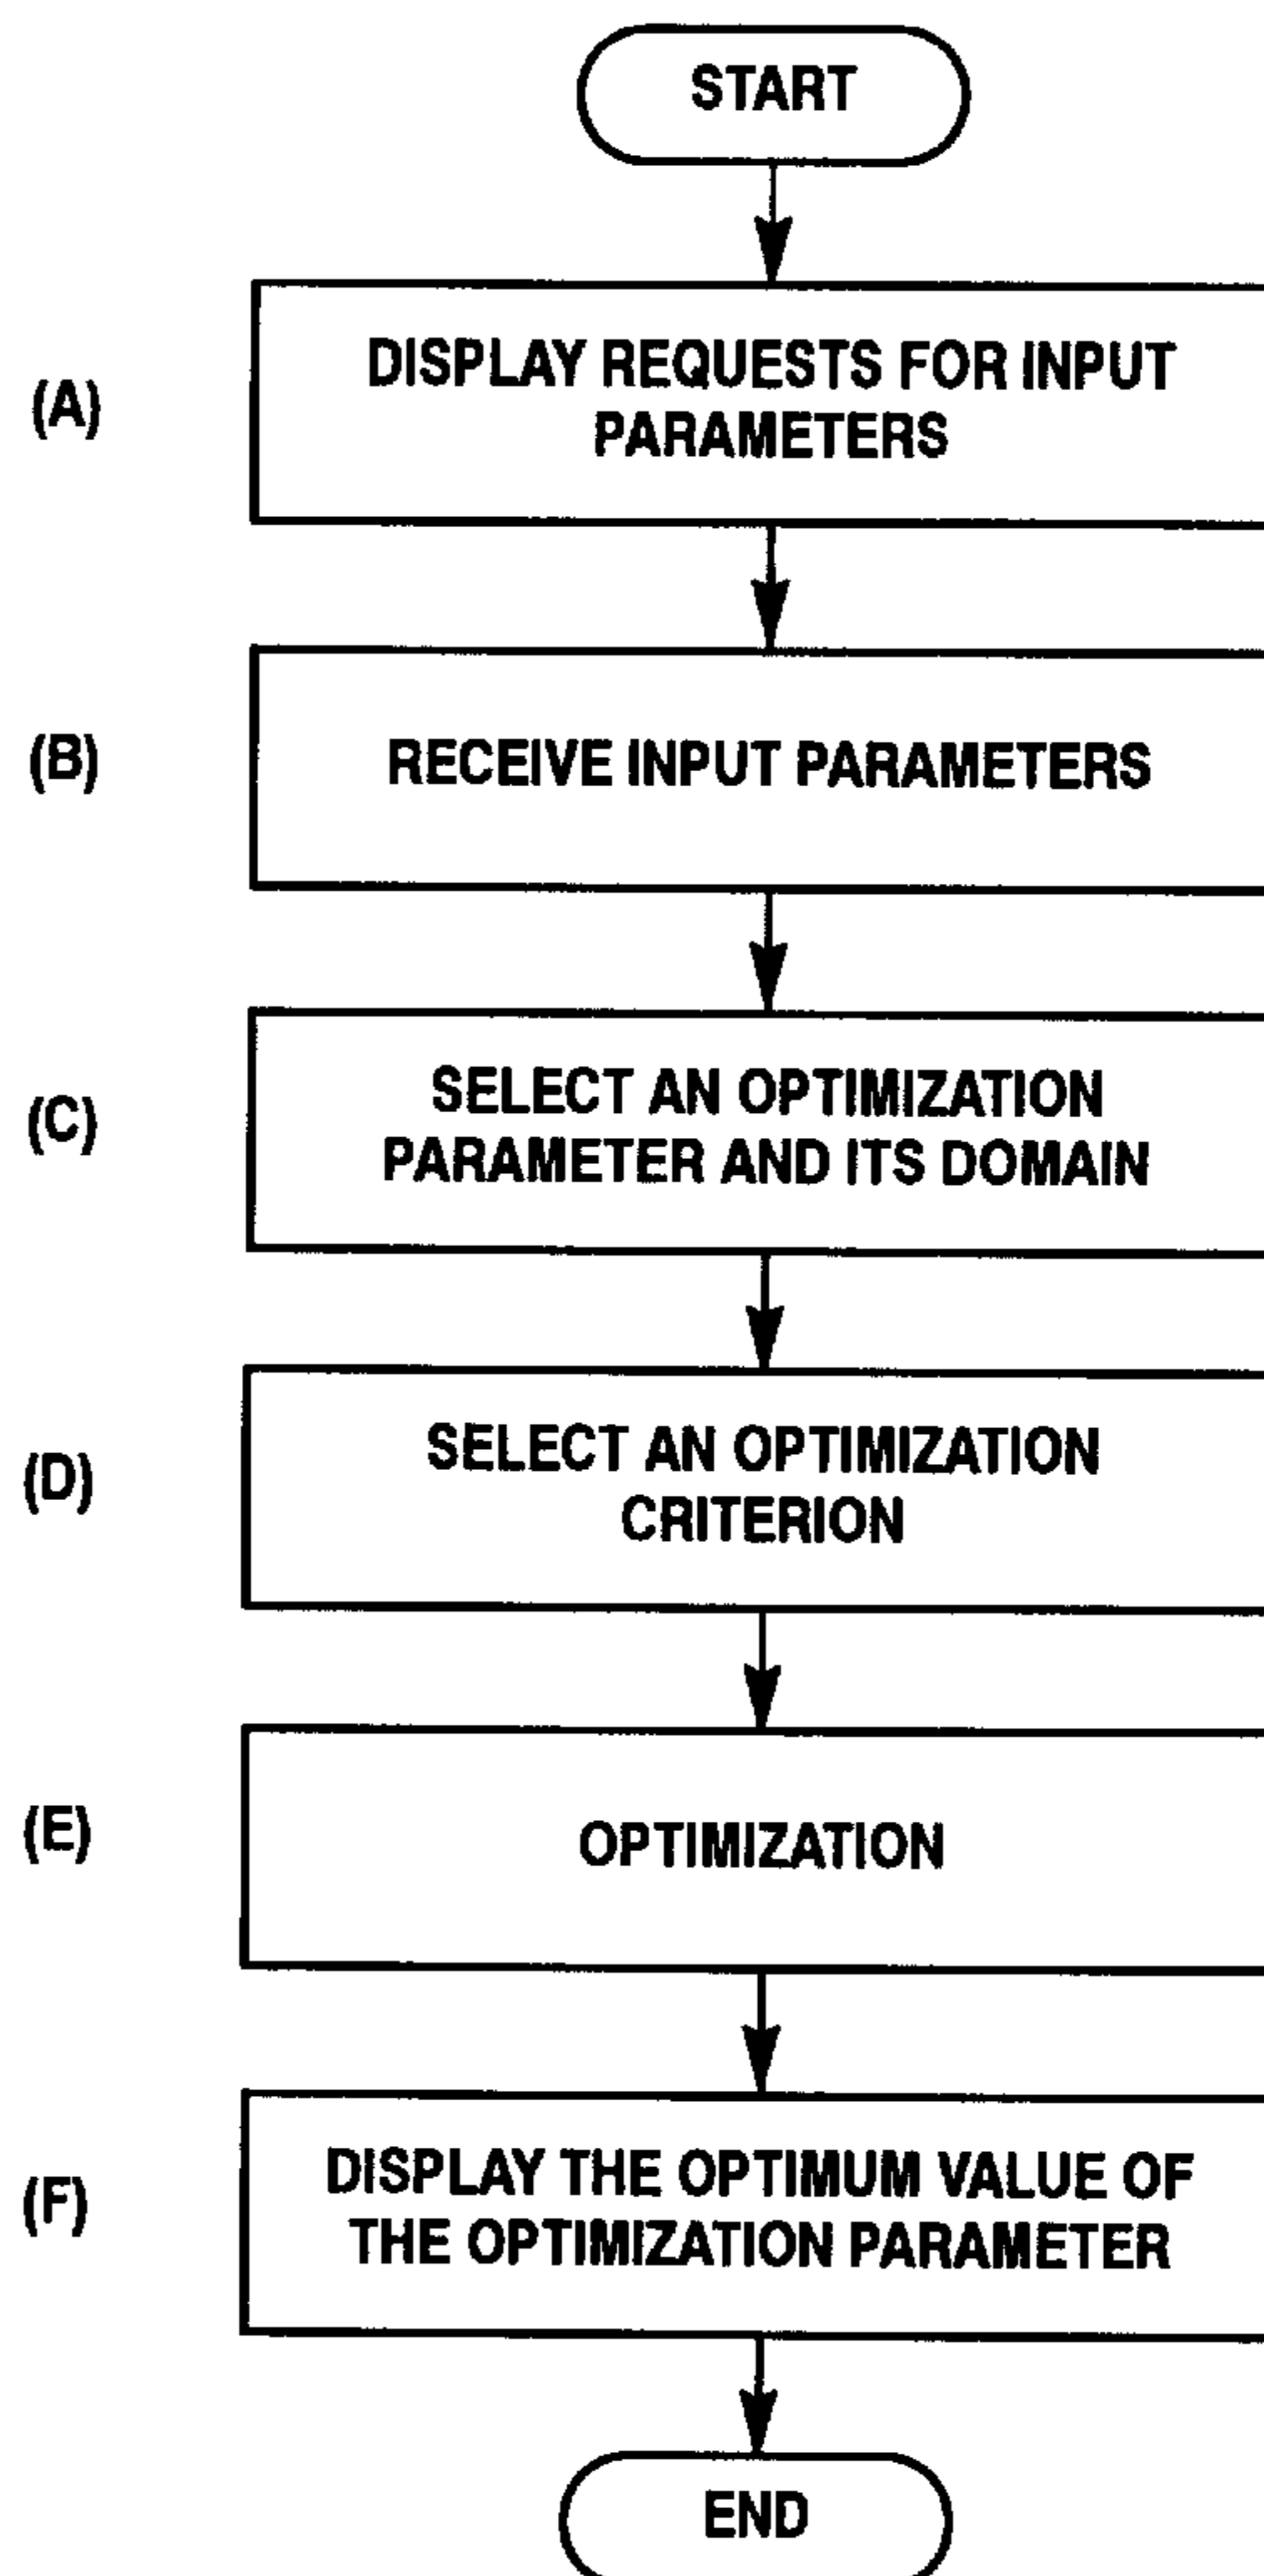 START
(A)
DISPLAY REQUESTS FOR INPUT
PARAMETERS
(B)
RECEIVE INPUT PARAMETERS
(C)
SELECT AN OPTIMIZATION
PARAMETER AND ITS DOMAIN
(D)
SELECT AN OPTIMIZATION
CRITERION
(E)
OPTIMIZATION
(F)
DISPLAY THE OPTIMUM VALUE OF
THE OPTIMIZATION PARAMETER
END